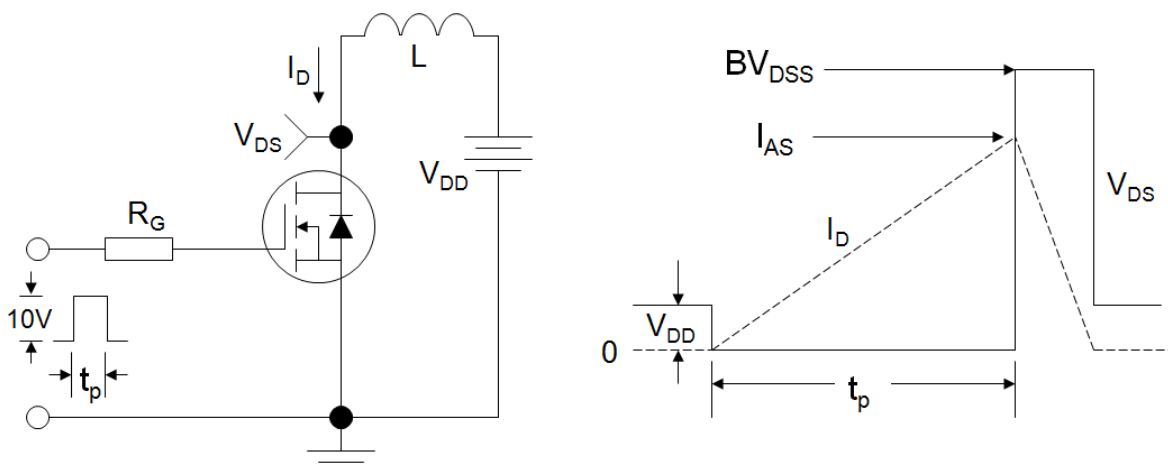 I_D
L
V_DS
V_DD
R_G
10V
t_p
BV_DSS
I_AS
V_DS
I_D
V_DD
0
t_p